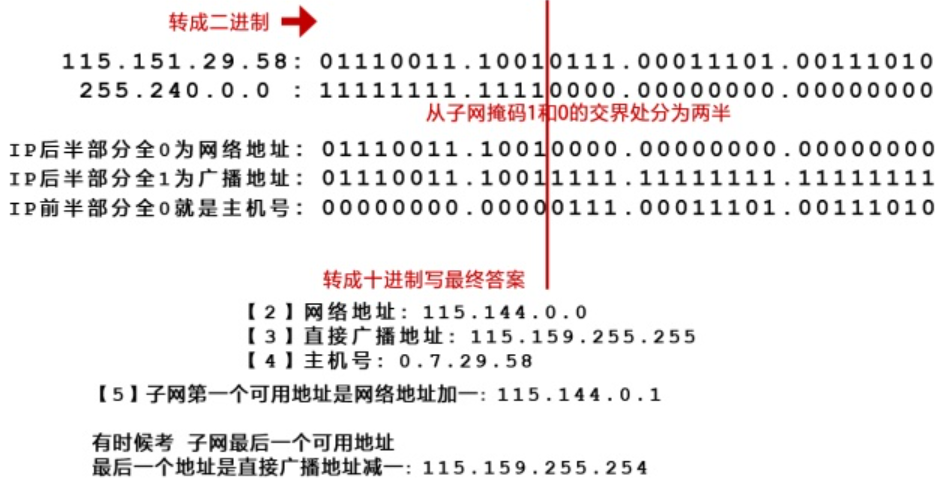 转成二进制
115.151.29.58: 01110011.10010111.00011101.00111010
255.240.0.0 : 11111111.11110000.00000000.00000000
从子网掩码1和0的交界处分为两半
IP后半部分全0为网络地址: 01110011.10010000.00000000.00000000
IP后半部分全1为广播地址: 01110011.10011111.11111111.11111111
IP前半部分全0就是主机号: 00000000.00000111.00011101.00111010
转成十进制写最终答案
【2】网络地址: 115.144.0.0
【3】直接广播地址: 115.159.255.255
【4】主机号: 0.7.29.58
【5】子网第一个可用地址是网络地址加一: 115.144.0.1
有时候考 子网最后一个可用地址
最后一个地址是直接广播地址减一: 115.159.255.254